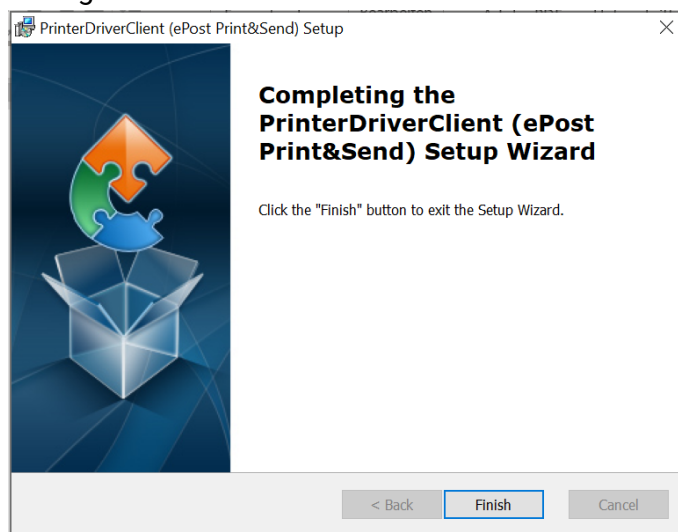 PrinterDriverClient (ePost Print&Send) Setup
Completing the
PrinterDriverClient (ePost
Print&Send) Setup Wizard
Click the "Finish" button to exit the Setup Wizard.
< Back
Finish
Cancel